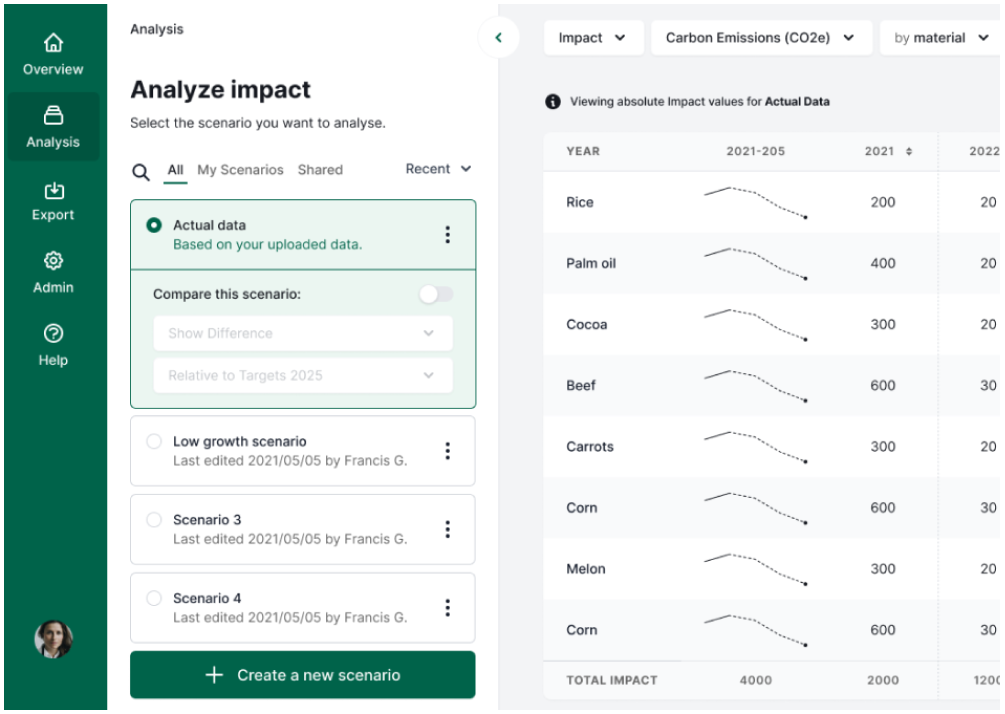 Overview
Analysis
Export
Admin
Help
Analysis
Analyze impact
Select the scenario you want to analyse.
All My Scenarios Shared Recent
Actual data
Based on your uploaded data.
Compare this scenario:
Show Difference
Relative to Targets 2025
Low growth scenario
Last edited 2021/05/05 by Francis G.
Scenario 3
Last edited 2021/05/05 by Francis G.
Scenario 4
Last edited 2021/05/05 by Francis G.
+ Create a new scenario
Impact Carbon Emissions (CO2e) by material
Viewing absolute Impact values for Actual Data
YEAR 2021-205 2021 2022
Rice 200 20
Palm oil 400 20
Cocoa 300 20
Beef 600 30
Carrots 300 20
Corn 600 30
Melon 300 20
Corn 600 30
TOTAL IMPACT 4000 2000 1200